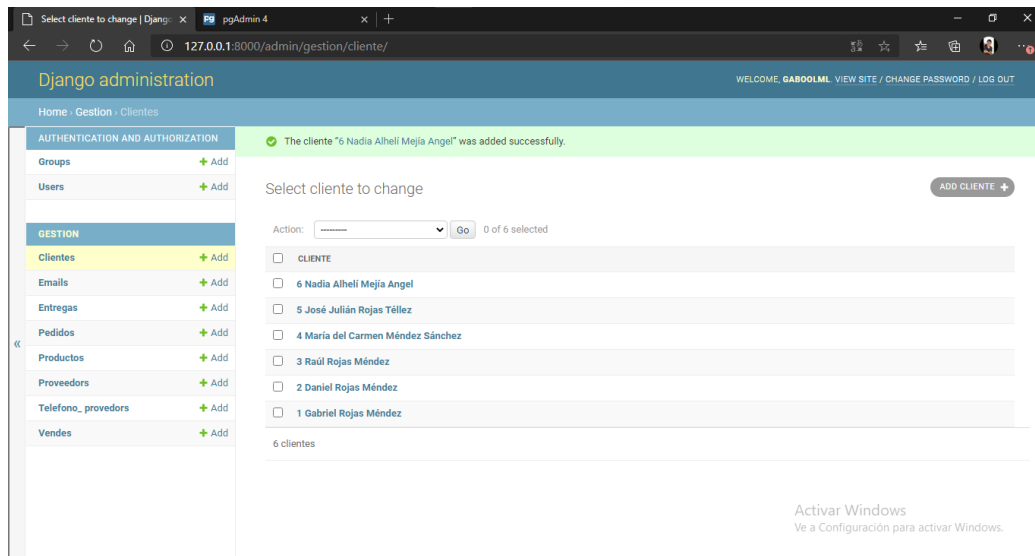 Select cliente to change | Django
Pg pgAdmin 4
127.0.0.1:8000/admin/gestion/cliente/
Django administration
WELCOME, GABOOLML. VIEW SITE / CHANGE PASSWORD / LOG OUT
Home › Gestion › Clientes
AUTHENTICATION AND AUTHORIZATION
Groups + Add
Users + Add
GESTION
Clientes + Add
Emails + Add
Entregas + Add
Pedidos + Add
Productos + Add
Proveedors + Add
Telefono_ provedors + Add
Vendes + Add
«
The cliente "6 Nadia Alhelí Mejía Angel" was added successfully.
Select cliente to change
ADD CLIENTE +
Action: --------- Go 0 of 6 selected
CLIENTE
6 Nadia Alhelí Mejía Angel
5 José Julián Rojas Téllez
4 María del Carmen Méndez Sánchez
3 Raúl Rojas Méndez
2 Daniel Rojas Méndez
1 Gabriel Rojas Méndez
6 clientes
Activar Windows
Ve a Configuración para activar Windows.